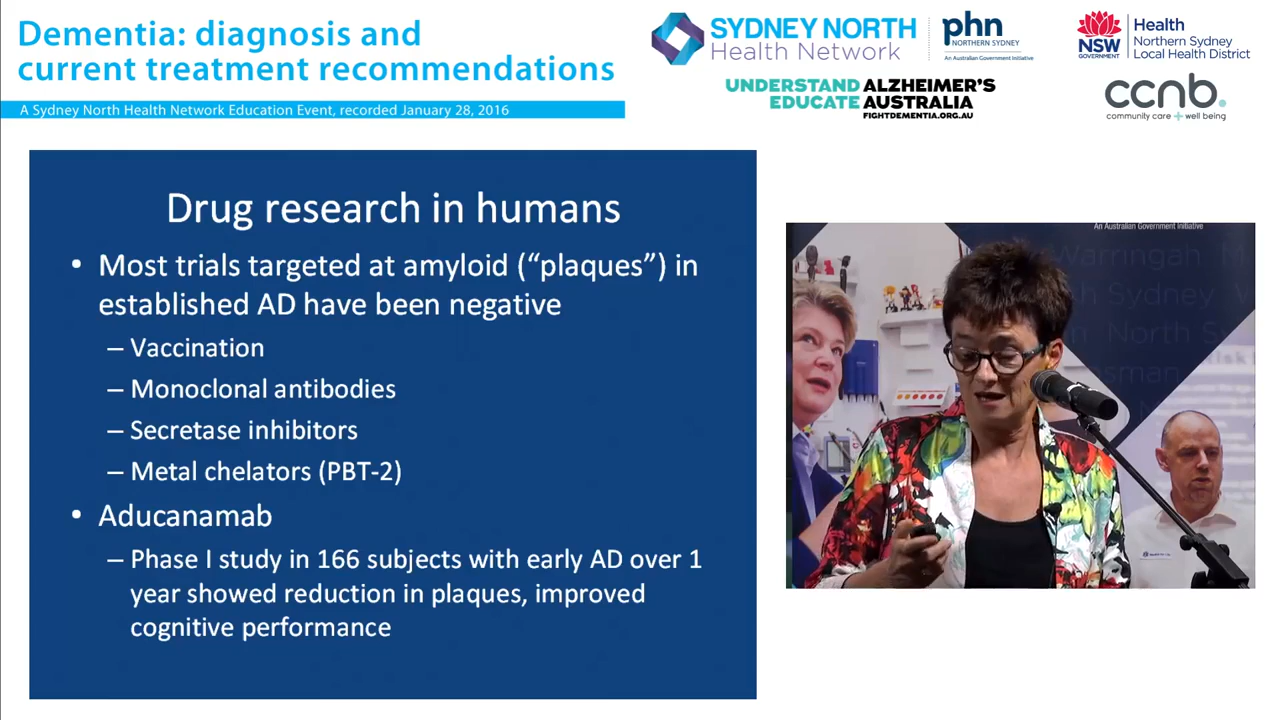 Dementia: diagnosis and
current treatment recommendations
A Sydney North Health Network Education Event, recorded January 28, 2016
SYDNEY NORTH
Health Network
phn
NORTHERN SYDNEY
An Australian Government Initiative
NSW
GOVERNMENT
Health
Northern Sydney
Local Health District
UNDERSTAND ALZHEIMER'S
EDUCATE AUSTRALIA
FIGHTDEMENTIA.ORG.AU
ccnb.
community care + well being
Drug research in humans
• Most trials targeted at amyloid (“plaques”) in
established AD have been negative
– Vaccination
– Monoclonal antibodies
– Secretase inhibitors
– Metal chelators (PBT-2)
• Aducanamab
– Phase I study in 166 subjects with early AD over 1
year showed reduction in plaques, improved
cognitive performance
An Australian Government Initiative
Warringah
Sydney
North